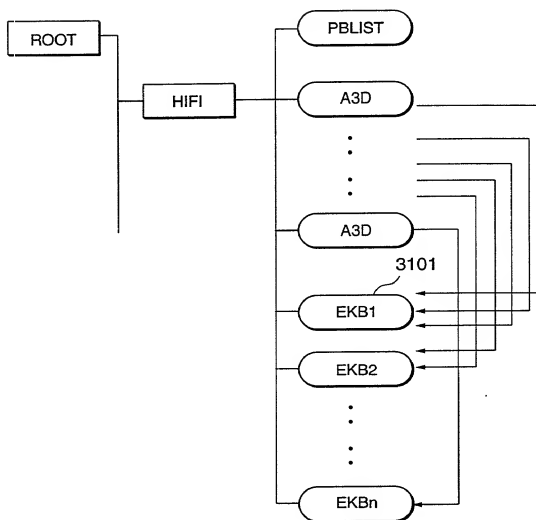 ROOT
HIFI
PBLIST
A3D
A3D
3101
EKB1
EKB2
EKBn